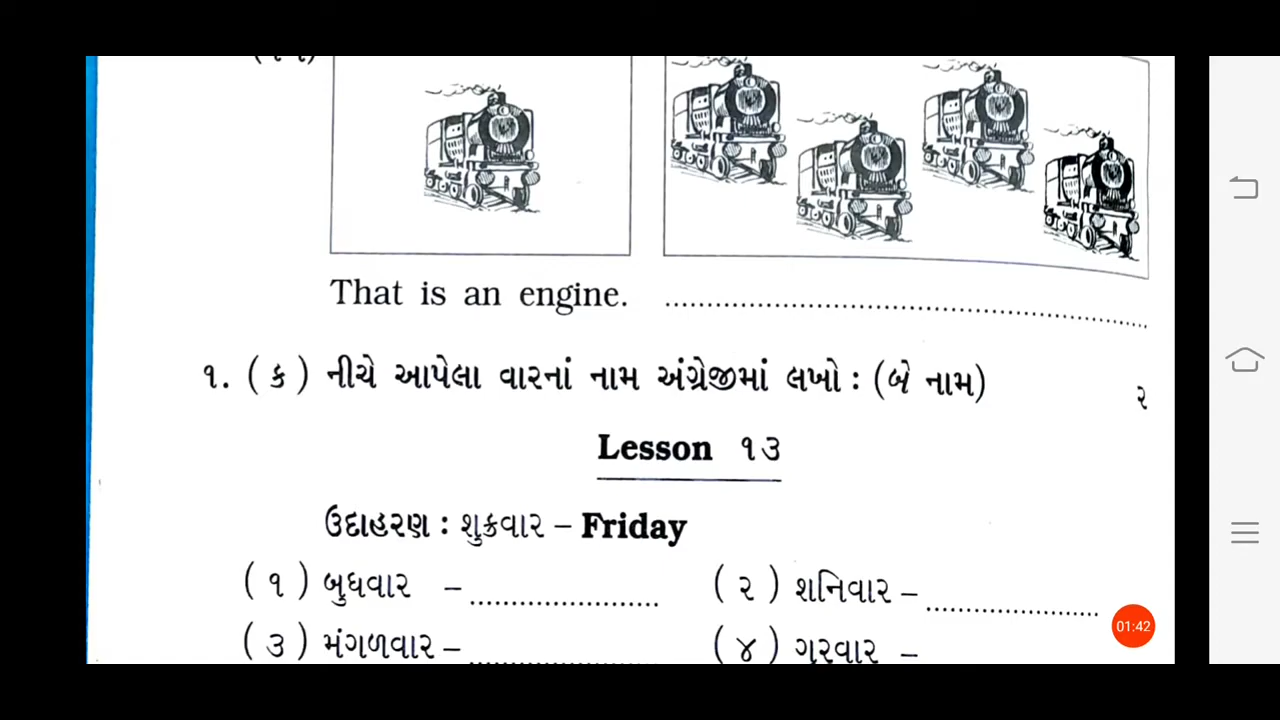 That is an engine. ..............................
૧. ( ક ) નીચે આપેલા વારનાં નામ અંગ્રેજીમાં લખો : (બે નામ) ૨
Lesson ૧૩
ઉદાહરણ : શુક્રવાર – Friday
( ૧ ) બુધવાર – ...................... ( ૨ ) શનિવાર – ....................
( ૩ ) મંગળવાર – ...................... ( ૪ ) ગુરુવાર –
01:42